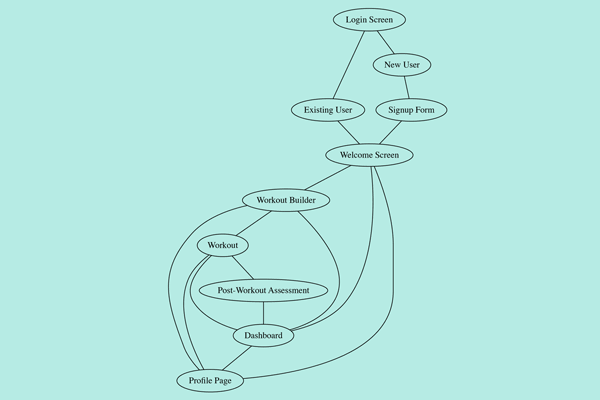 Login Screen
New User
Existing User
Signup Form
Welcome Screen
Workout Builder
Workout
Post-Workout Assessment
Dashboard
Profile Page